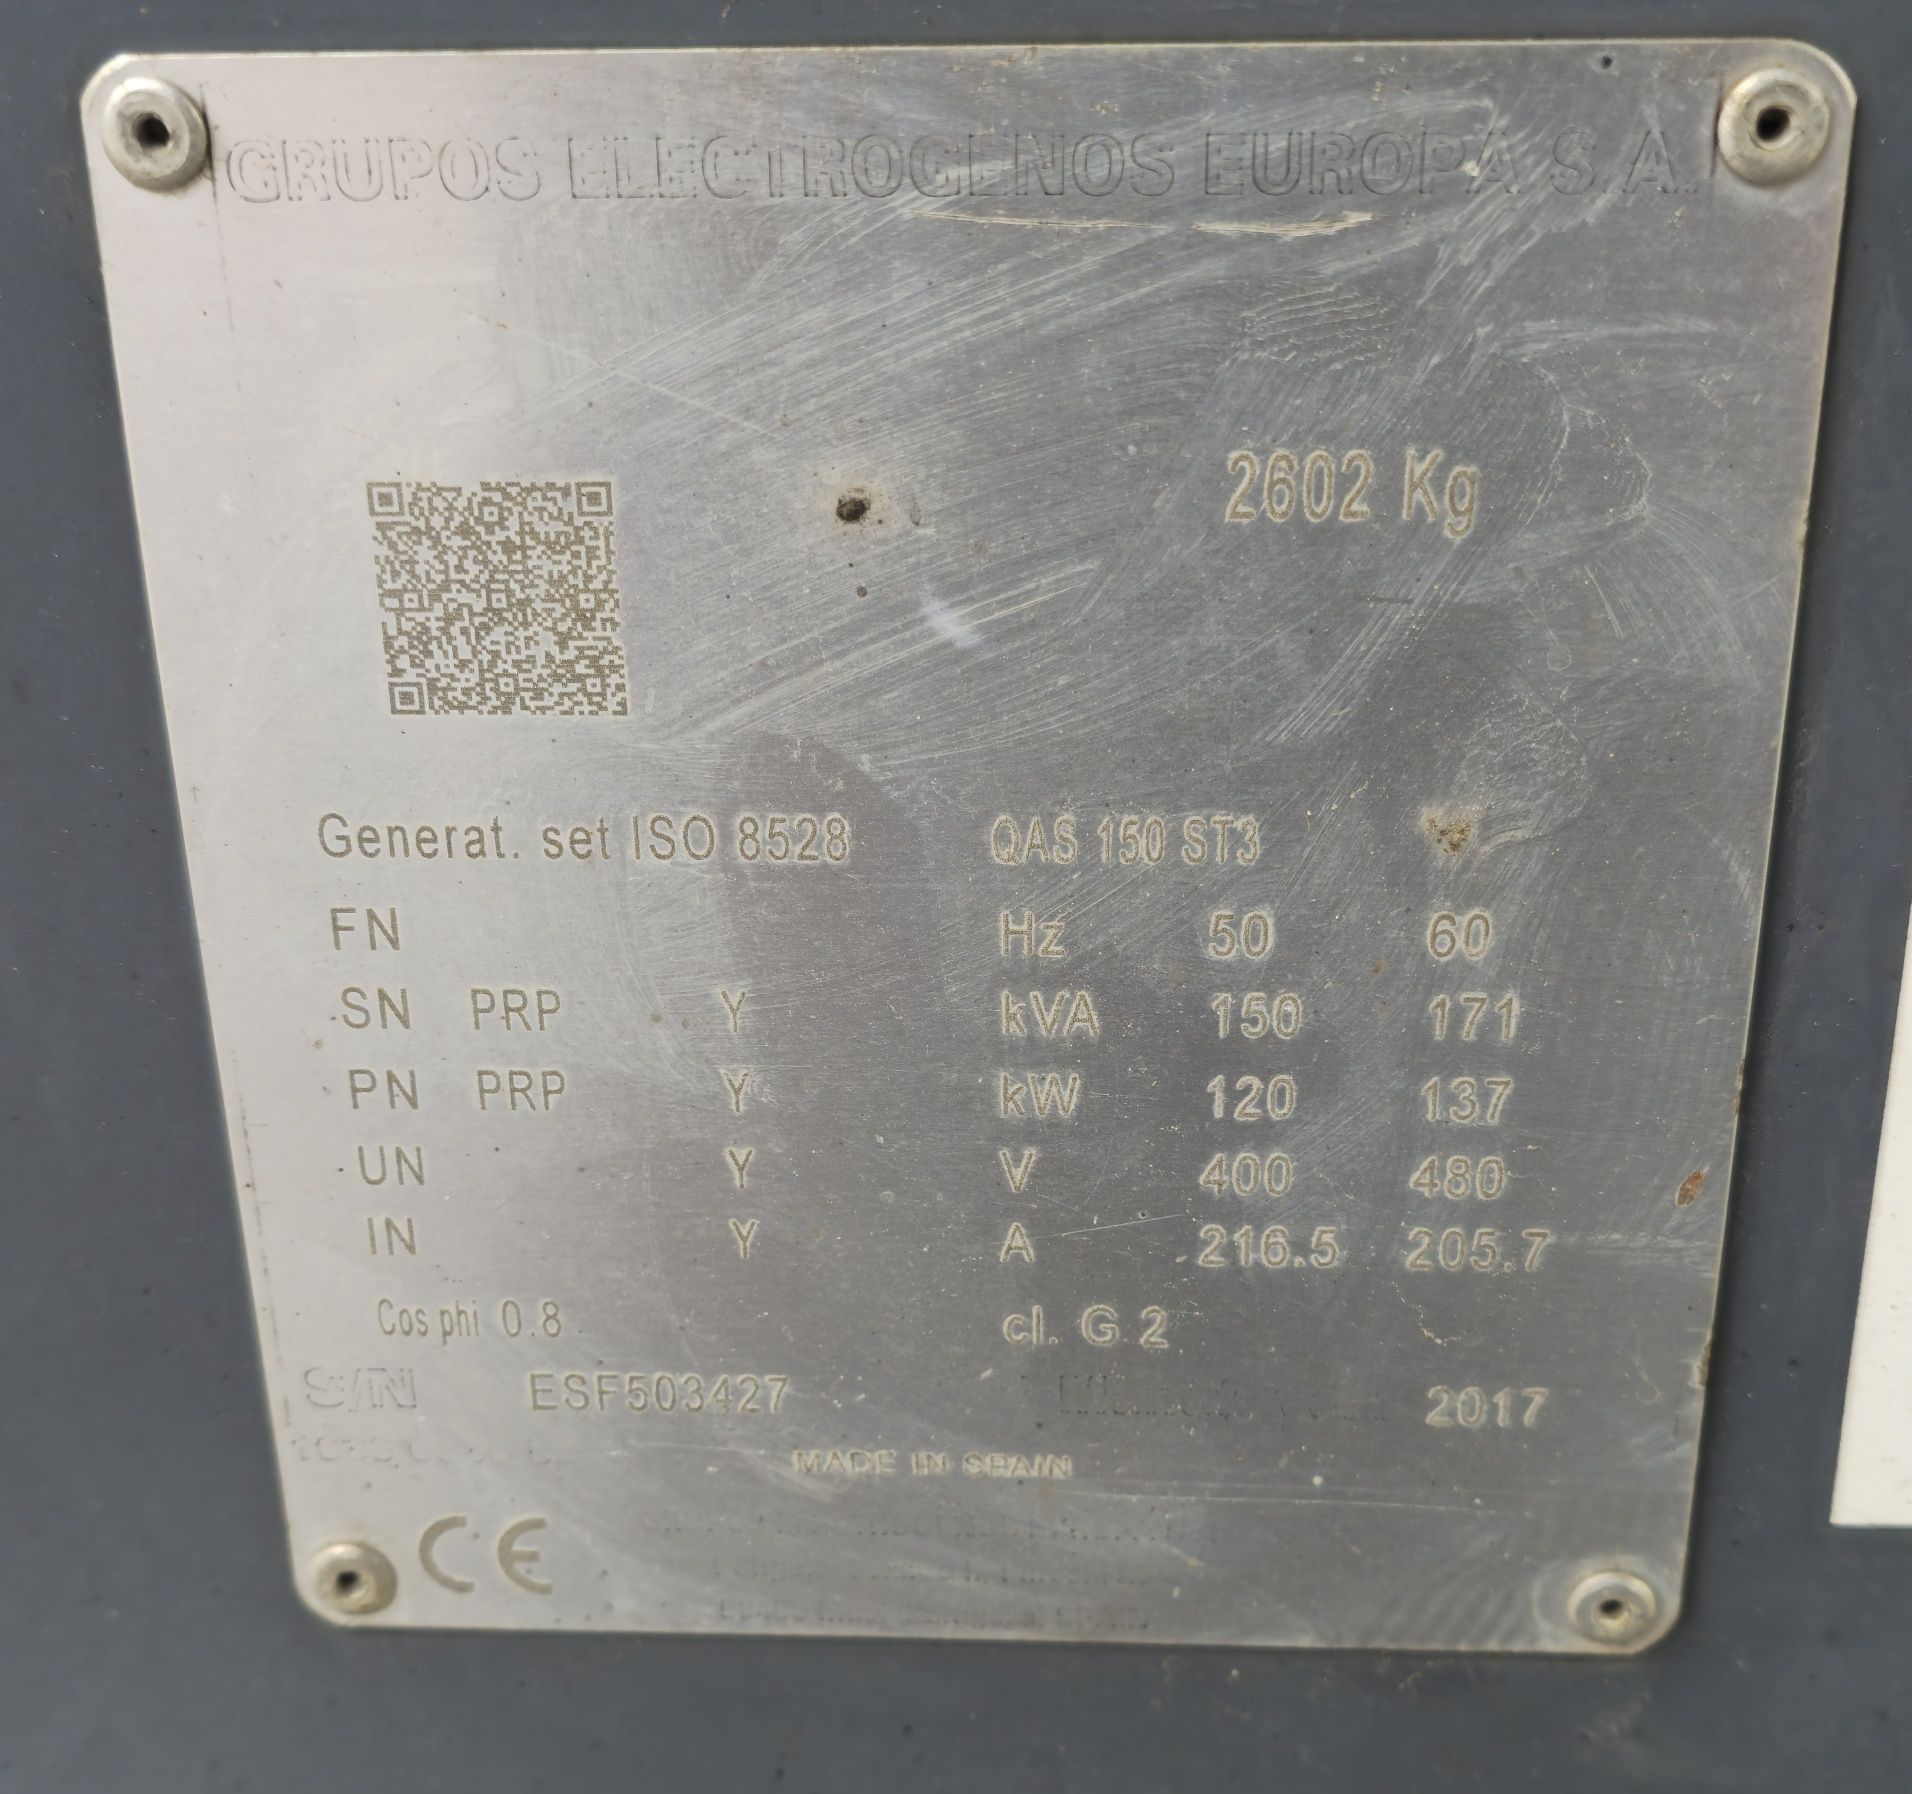 GRUPOS ELECTROGENOS EUROPA S.A.
2602 Kg
Generat. set ISO 8528 QAS 150 ST3
FN Hz 50 60
SN PRP Y kVA 150 171
PN PRP Y kW 120 137
UN Y V 400 480
IN Y A 216.5 205.7
Cos phi 0.8 cl. G 2
S/N ESF503427 2017
MADE IN SPAIN
CE